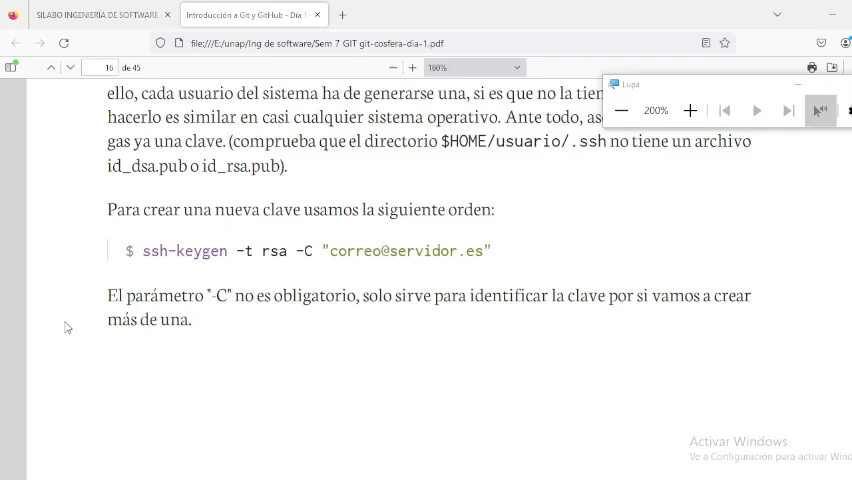 SILABO INGENIERÍA DE SOFTWARE
Introducción a Git y GitHub - Día 1
file:///E:/unap/Ing de software/Sem 7 GIT git-cosfera-dia-1.pdf
16 de 45
160%
Lupa
200%
ello, cada usuario del sistema ha de generarse una, si es que no la tien
hacerlo es similar en casi cualquier sistema operativo. Ante todo, as
gas ya una clave. (comprueba que el directorio $HOME/usuario/.ssh no tiene un archivo
id_dsa.pub o id_rsa.pub).
Para crear una nueva clave usamos la siguiente orden:
$ ssh-keygen -t rsa -C "correo@servidor.es"
El parámetro "-C" no es obligatorio, solo sirve para identificar la clave por si vamos a crear
más de una.
Activar Windows
Ve a Configuración para activar Wind